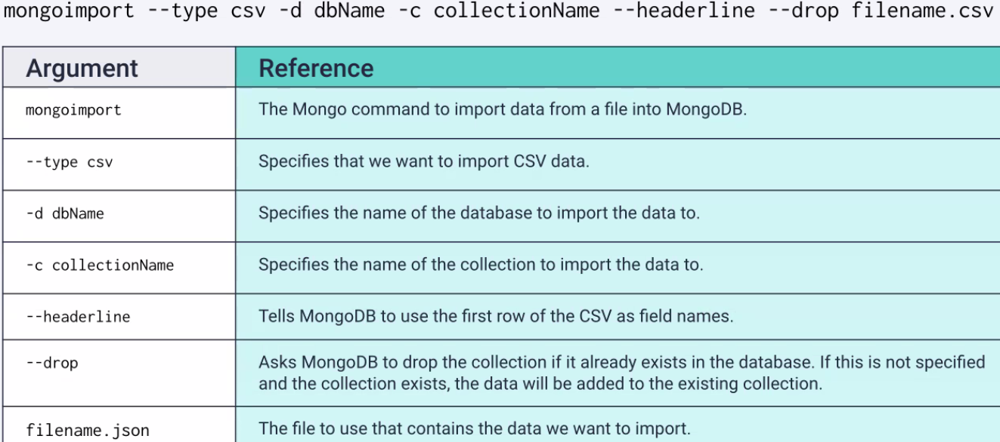 mongoimport --type csv -d dbName -c collectionName --headerline --drop filename.csv
Argument Reference
mongoimport The Mongo command to import data from a file into MongoDB.
--type csv Specifies that we want to import CSV data.
-d dbName Specifies the name of the database to import the data to.
-c collectionName Specifies the name of the collection to import the data to.
--headerline Tells MongoDB to use the first row of the CSV as field names.
--drop Asks MongoDB to drop the collection if it already exists in the database. If this is not specified
and the collection exists, the data will be added to the existing collection.
filename.json The file to use that contains the data we want to import.